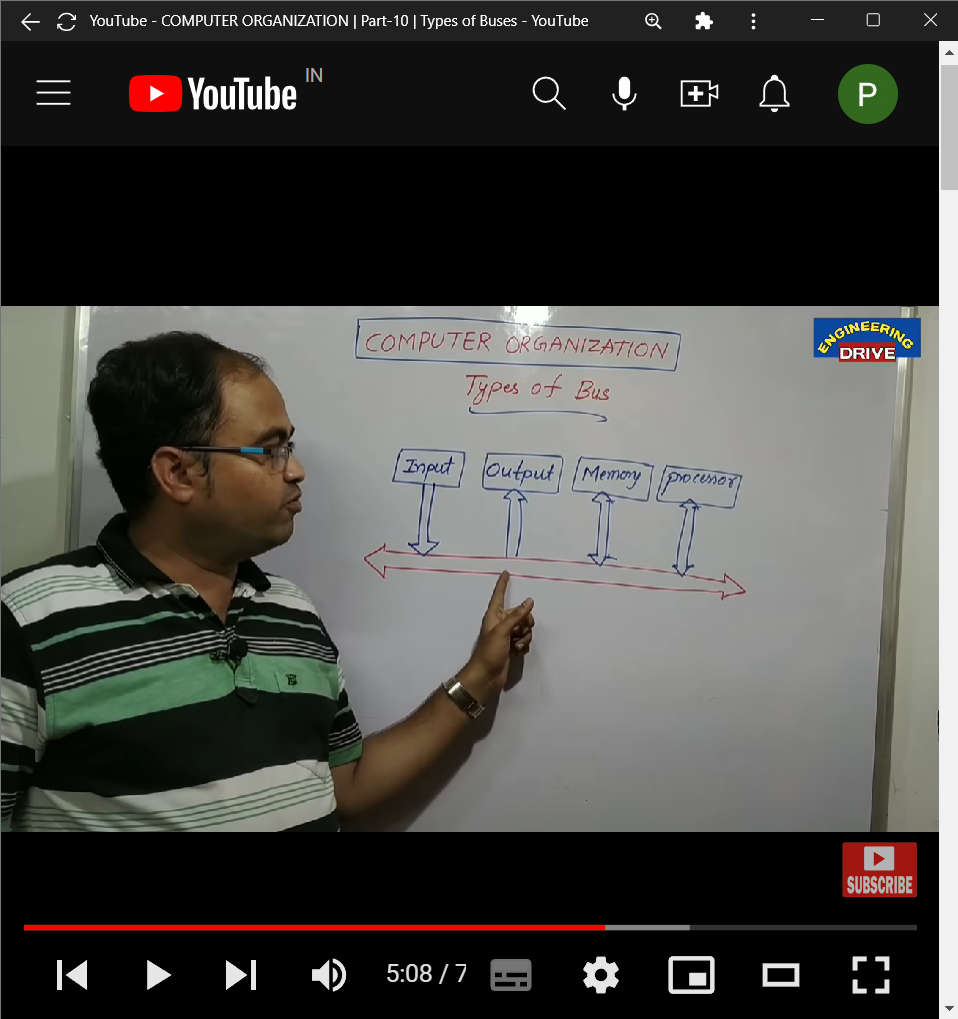 YouTube - COMPUTER ORGANIZATION | Part-10 | Types of Buses - YouTube
YouTube IN
P
COMPUTER ORGANIZATION
Types of Bus
ENGINEERING
DRIVE
Input Output Memory processor
SUBSCRIBE
5:08 / 7